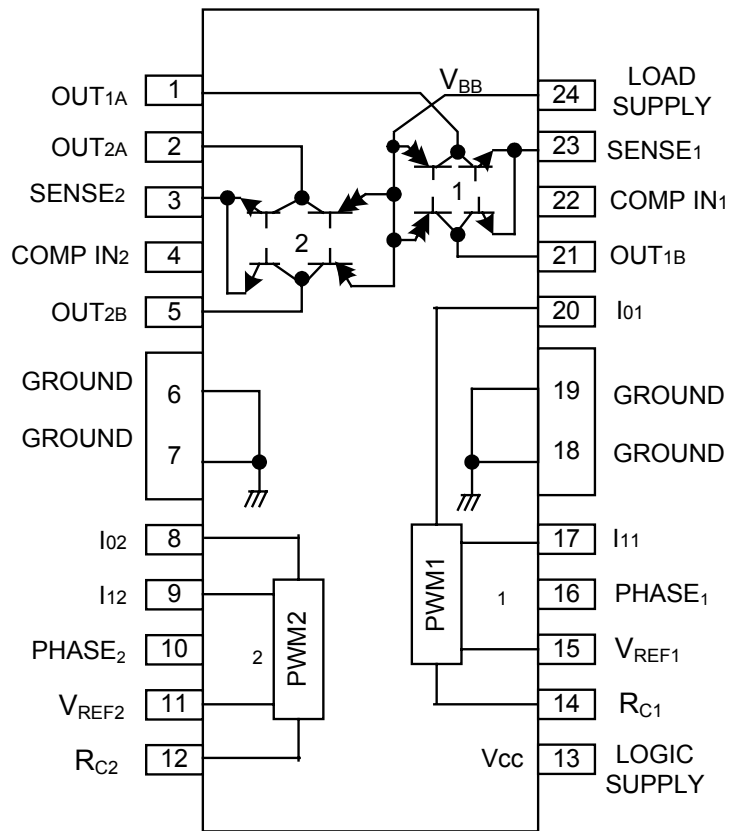 OUT1A 1 VBB 24 LOAD SUPPLY
OUT2A 2 23 SENSE1
SENSE2 3 1 22 COMP IN1
COMP IN2 4 2 21 OUT1B
OUT2B 5 20 I01
GROUND 6 19 GROUND
GROUND 7 18 GROUND
I02 8 17 I11
I12 9 PWM2 PWM1 1 16 PHASE1
PHASE2 10 2 15 VREF1
VREF2 11 14 RC1
RC2 12 Vcc 13 LOGIC SUPPLY